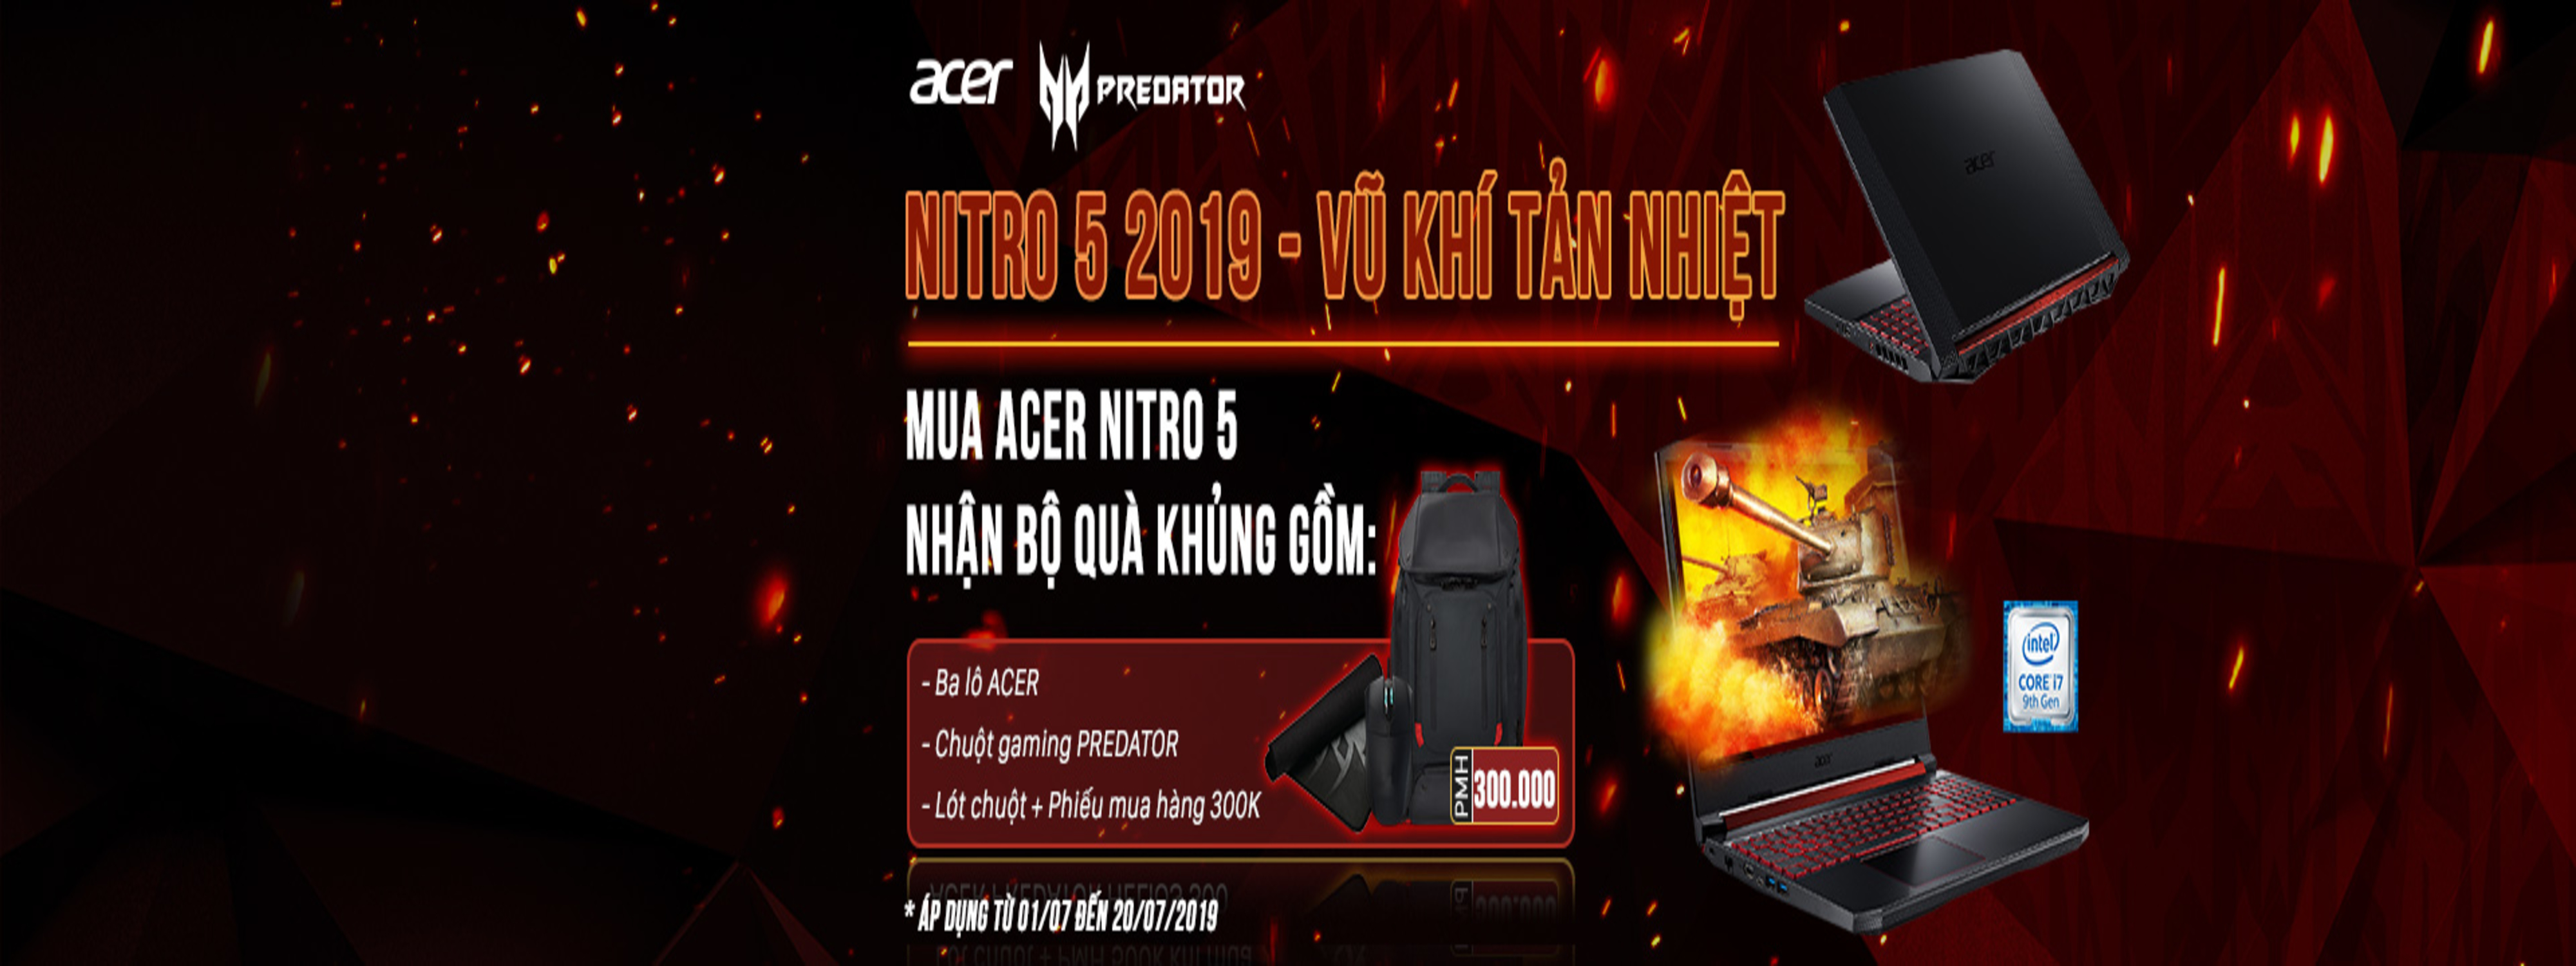 acer PREDATOR
NITRO 5 2019 - VŨ KHÍ TẢN NHIỆT
MUA ACER NITRO 5
NHẬN BỘ QUÀ KHỦNG GỒM:
- Ba lô ACER
- Chuột gaming PREDATOR
- Lót chuột + Phiếu mua hàng 300K
PMH 300.000
* ÁP DỤNG TỪ 01/07 ĐẾN 20/07/2019
acer
acer
intel
CORE i7
9th Gen